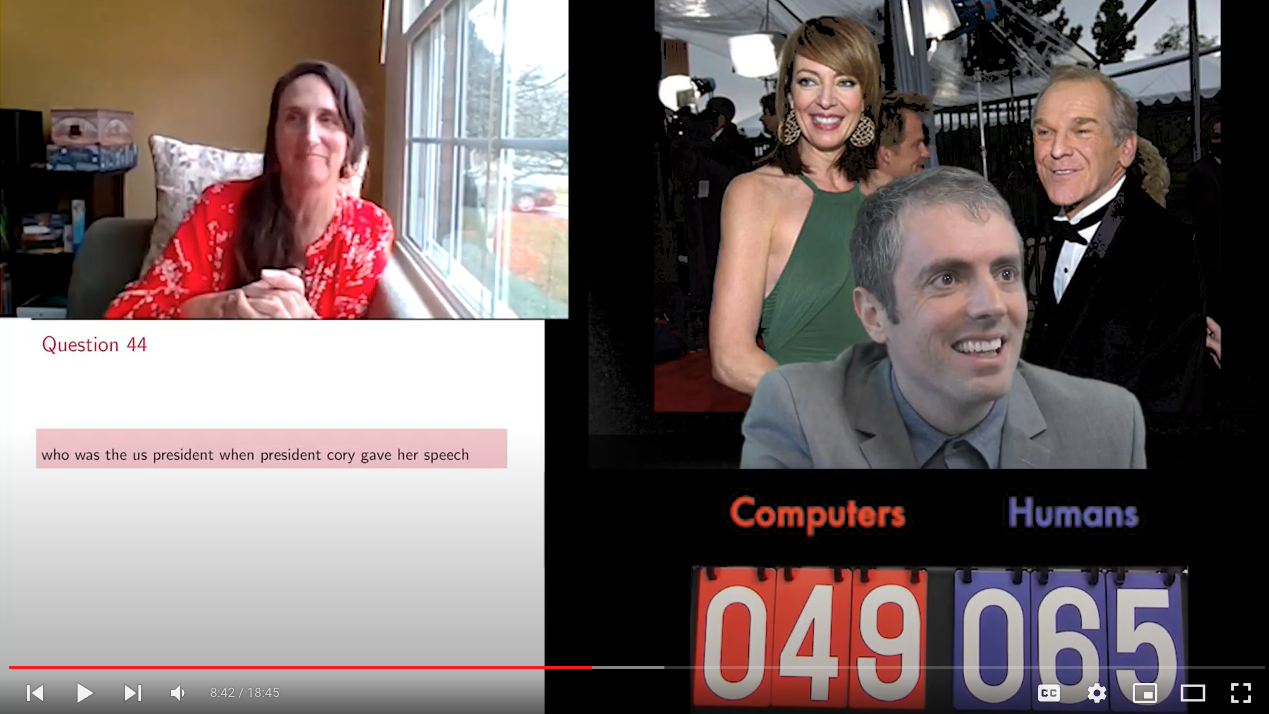 Question 44
who was the us president when president cory gave her speech
Computers
Humans
049
065
8:42 / 18:45
CC